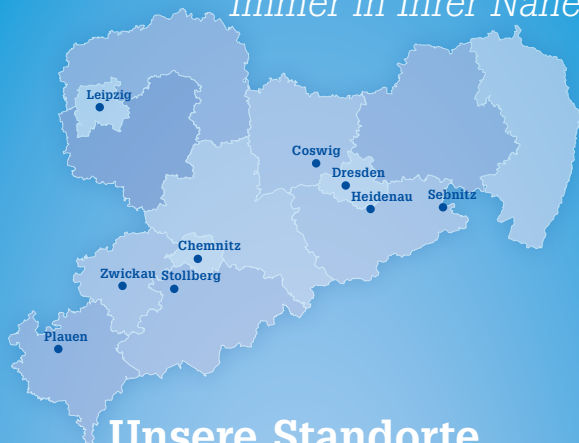 Immer in Ihrer Nähe
Leipzig
Coswig
Dresden
Heidenau
Sebnitz
Chemnitz
Zwickau
Stollberg
Plauen
Unsere Standorte